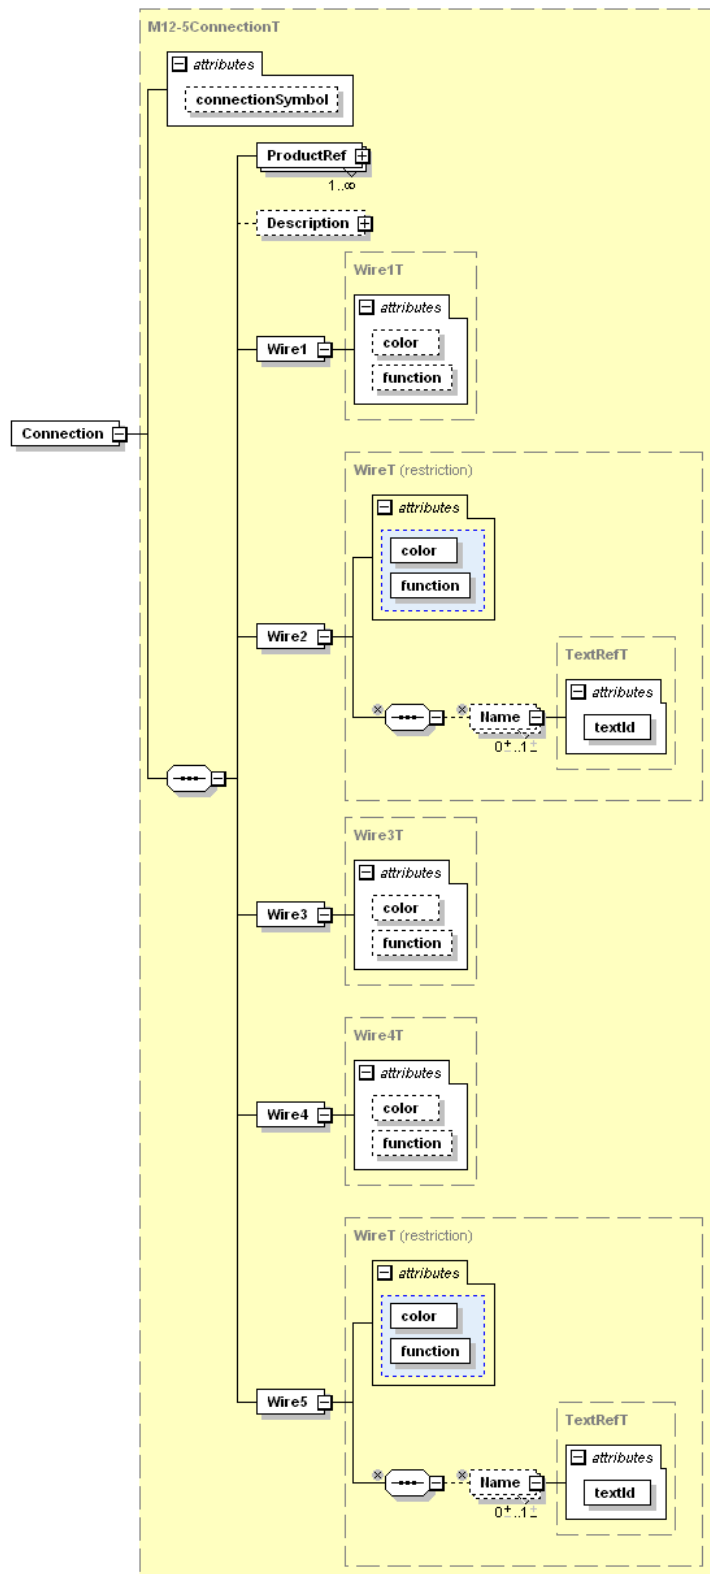 M12-5ConnectionT
attributes
connectionSymbol
ProductRef
1..∞
Description
Wire1T
attributes
Wire1
color
function
Connection
WireT (restriction)
attributes
color
function
Wire2
TextRefT
attributes
Name
textId
0±..1±
Wire3T
attributes
color
Wire3
function
Wire4T
attributes
color
Wire4
function
WireT (restriction)
attributes
color
function
Wire5
TextRefT
attributes
Name
textId
0±..1±